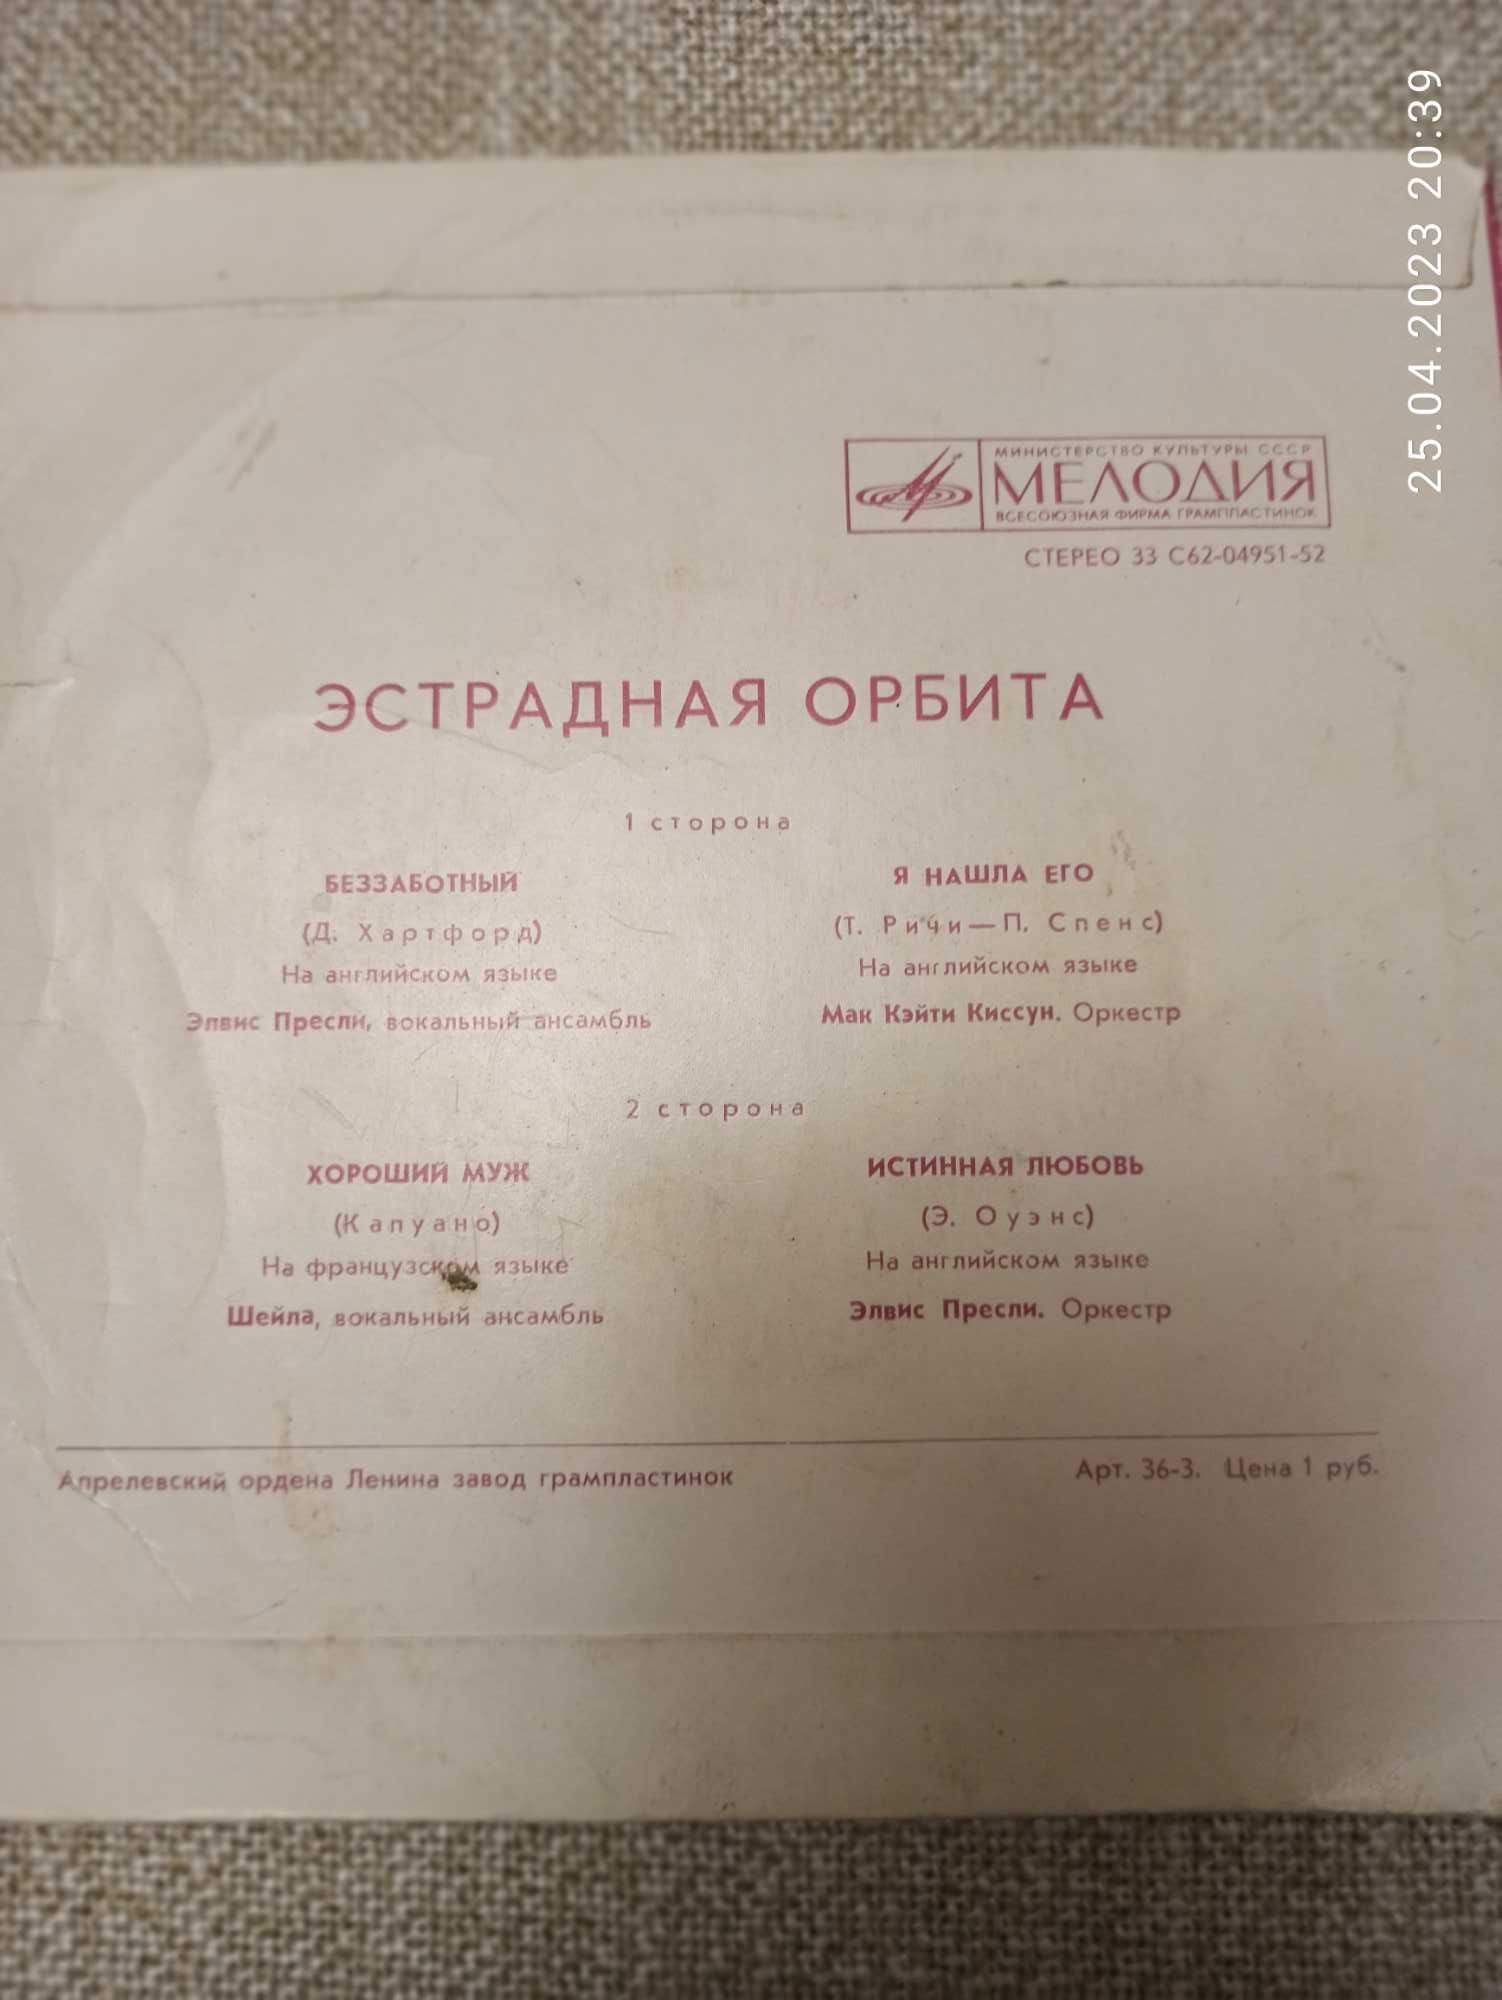 25.04.2023 20:39
МИНИСТЕРСТВО КУЛЬТУРЫ СССР
МЕЛОДИЯ
ВСЕСОЮЗНАЯ ФИРМА ГРАМПЛАСТИНОК
СТЕРЕО 33 С62-04951-52
ЭСТРАДНАЯ ОРБИТА
1 сторона
БЕЗЗАБОТНЫЙ
(Д. Хартфорд)
На английском языке
Элвис Пресли, вокальный ансамбль
Я НАШЛА ЕГО
(Т. Ричи — П. Спенс)
На английском языке
Мак Кэйти Киссун. Оркестр
2 сторона
ХОРОШИЙ МУЖ
(Капуано)
На французском языке
Шейла, вокальный ансамбль
ИСТИННАЯ ЛЮБОВЬ
(Э. Оуэнс)
На английском языке
Элвис Пресли. Оркестр
Апрелевский ордена Ленина завод грампластинок
Арт. 36-3. Цена 1 руб.